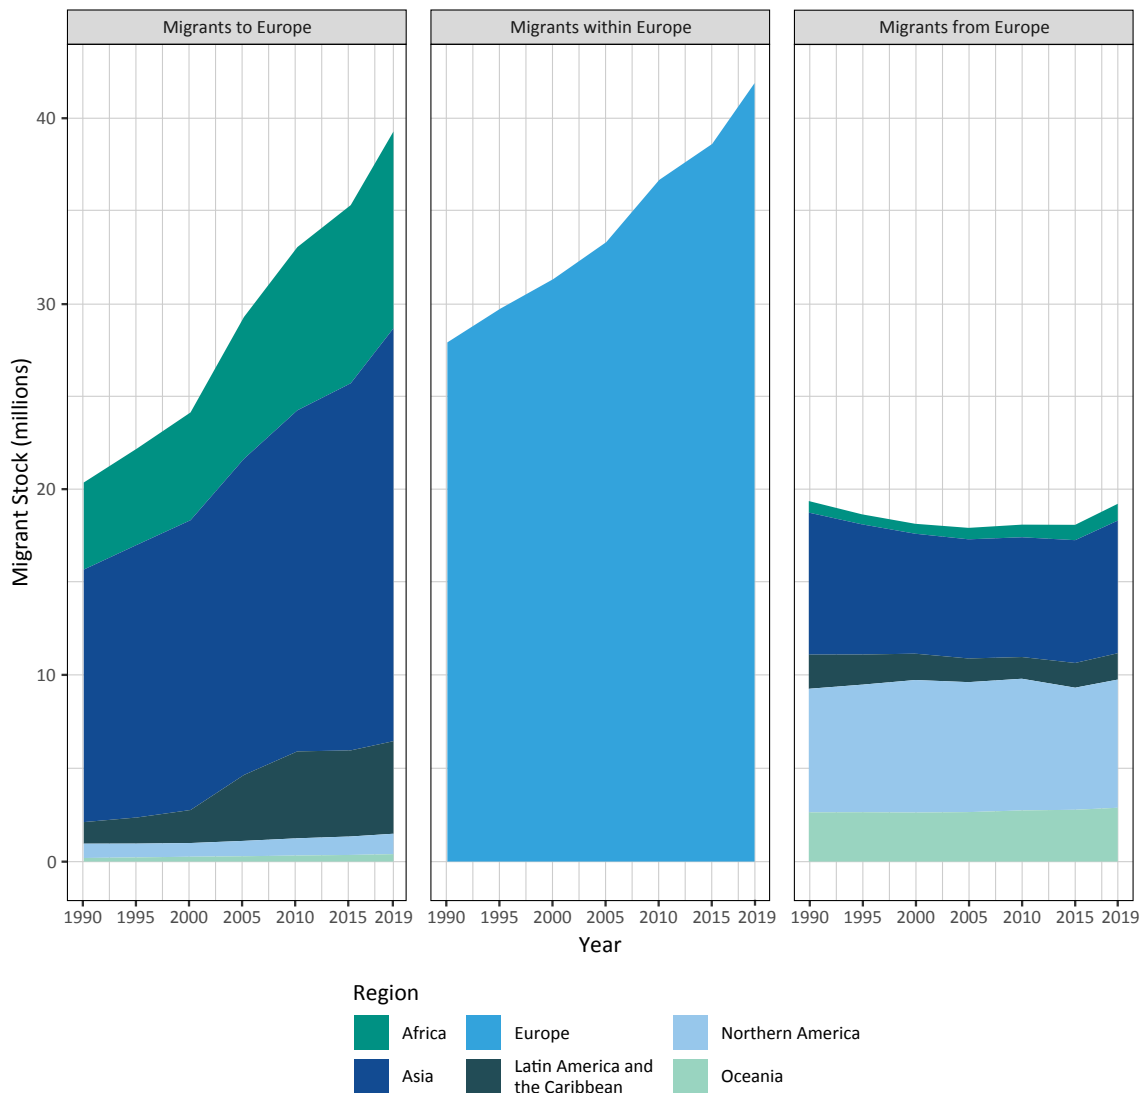 Migrants to Europe
Migrants within Europe
Migrants from Europe
Migrant Stock (millions)
40
30
20
10
0
1990 1995 2000 2005 2010 2015 2019
1990 1995 2000 2005 2010 2015 2019
1990 1995 2000 2005 2010 2015 2019
Year
Region
Africa
Europe
Northern America
Asia
Latin America and
the Caribbean
Oceania